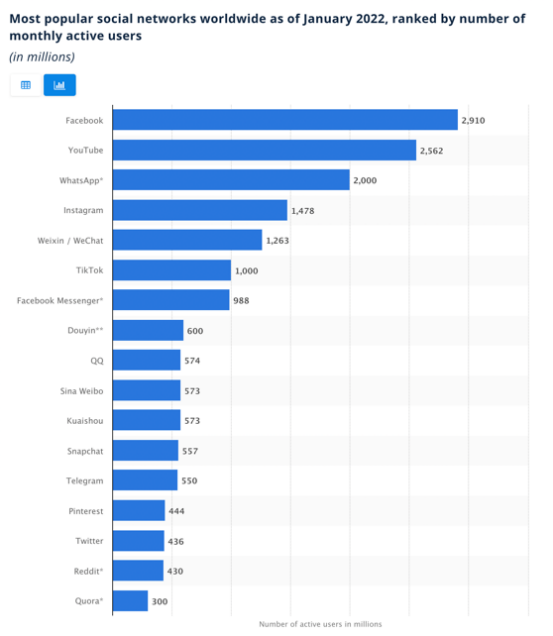 Most popular social networks worldwide as of January 2022, ranked by number of
monthly active users
(in millions)
Facebook 2,910
YouTube 2,562
WhatsApp* 2,000
Instagram 1,478
Weixin / WeChat 1,263
TikTok 1,000
Facebook Messenger* 988
Douyin** 600
QQ 574
Sina Weibo 573
Kuaishou 573
Snapchat 557
Telegram 550
Pinterest 444
Twitter 436
Reddit* 430
Quora* 300
Number of active users in millions